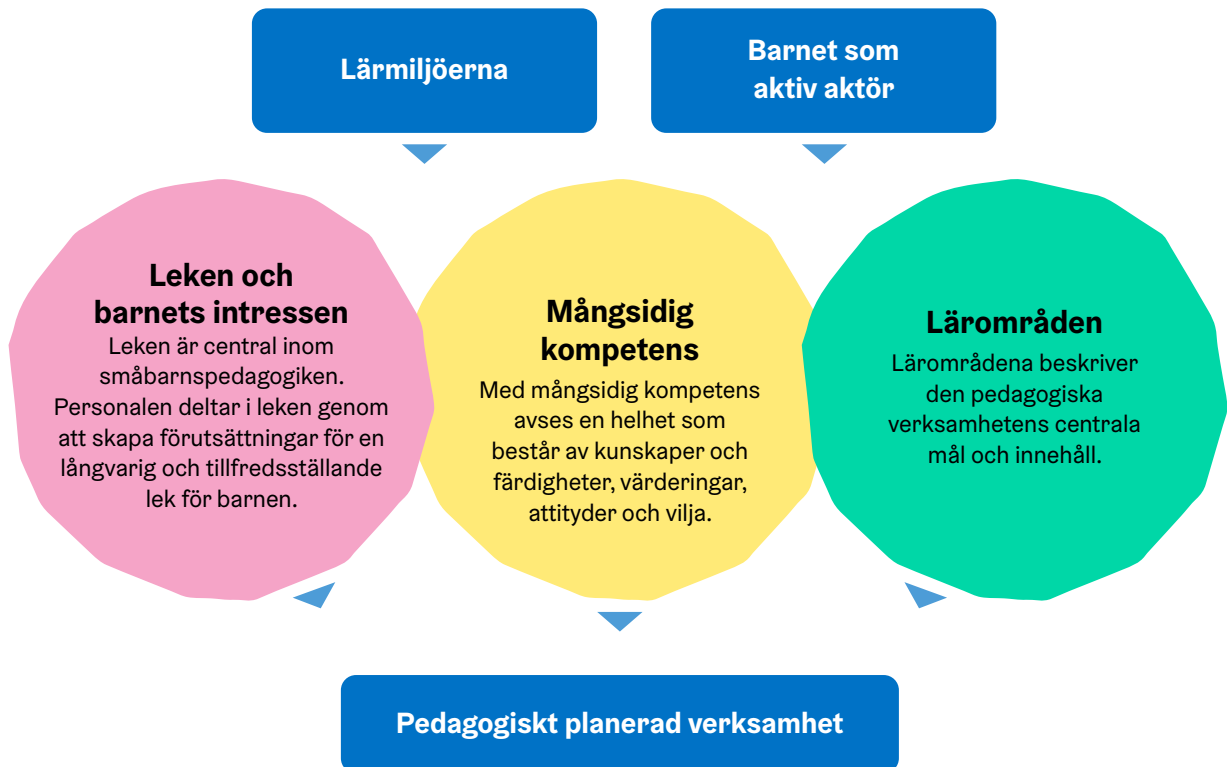 Lärmiljöerna
Barnet som
aktiv aktör
Leken och
barnets intressen
Leken är central inom
småbarnspedagogiken.
Personalen deltar i leken genom
att skapa förutsättningar för en
långvarig och tillfredsställande
lek för barnen.
Mångsidig
kompetens
Med mångsidig kompetens
avses en helhet som
består av kunskaper och
färdigheter, värderingar,
attityder och vilja.
Lärområden
Lärområdena beskriver
den pedagogiska
verksamhetens centrala
mål och innehåll.
Pedagogiskt planerad verksamhet